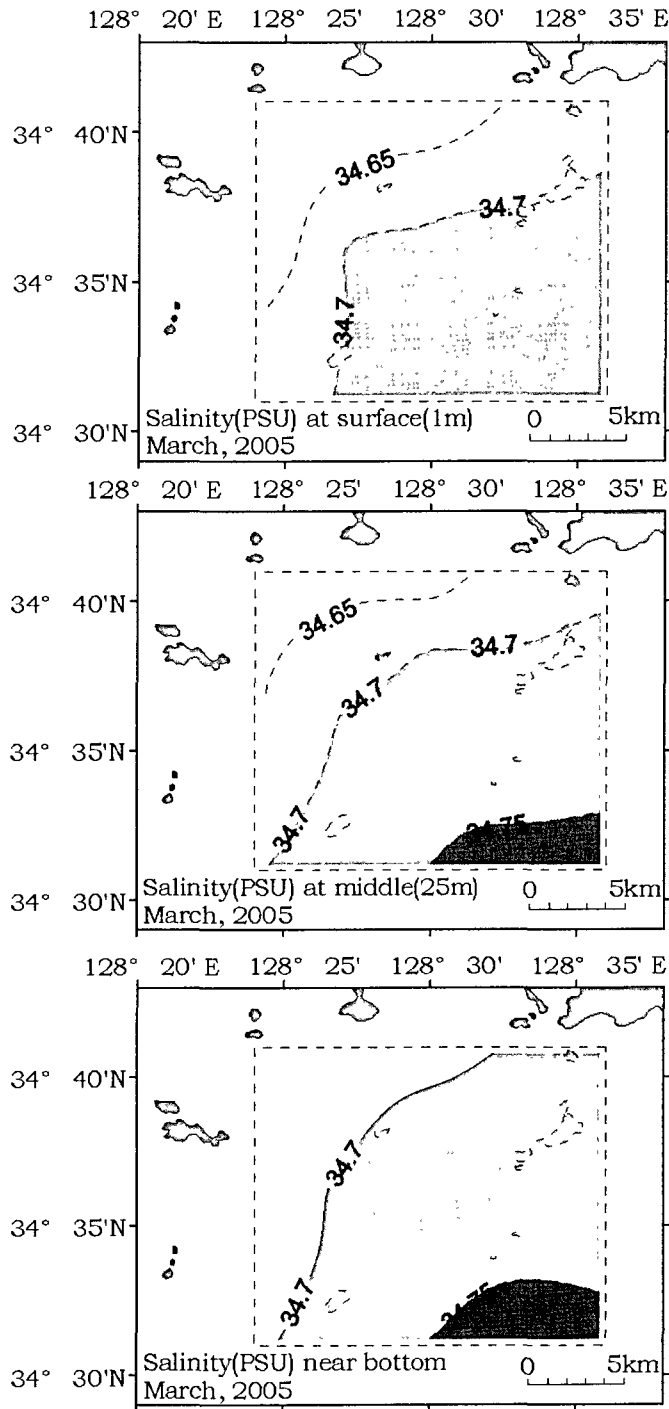 128° 20' E 128° 25' 128° 30' 128° 35' E
34° 40'N
34.65
34.7
34° 35'N
34.7
Salinity(PSU) at surface(1m) 0 5km
34° 30'N March, 2005
128° 20' E 128° 25' 128° 30' 128° 35' E
34° 40'N
34.65
34.7
34.7
34° 35'N
34.7
34.75
Salinity(PSU) at middle(25m) 0 5km
34° 30'N March, 2005
128° 20' E 128° 25' 128° 30' 128° 35' E
34° 40'N
34.7
34° 35'N
34.7
34.75
Salinity(PSU) near bottom 0 5km
34° 30'N March, 2005